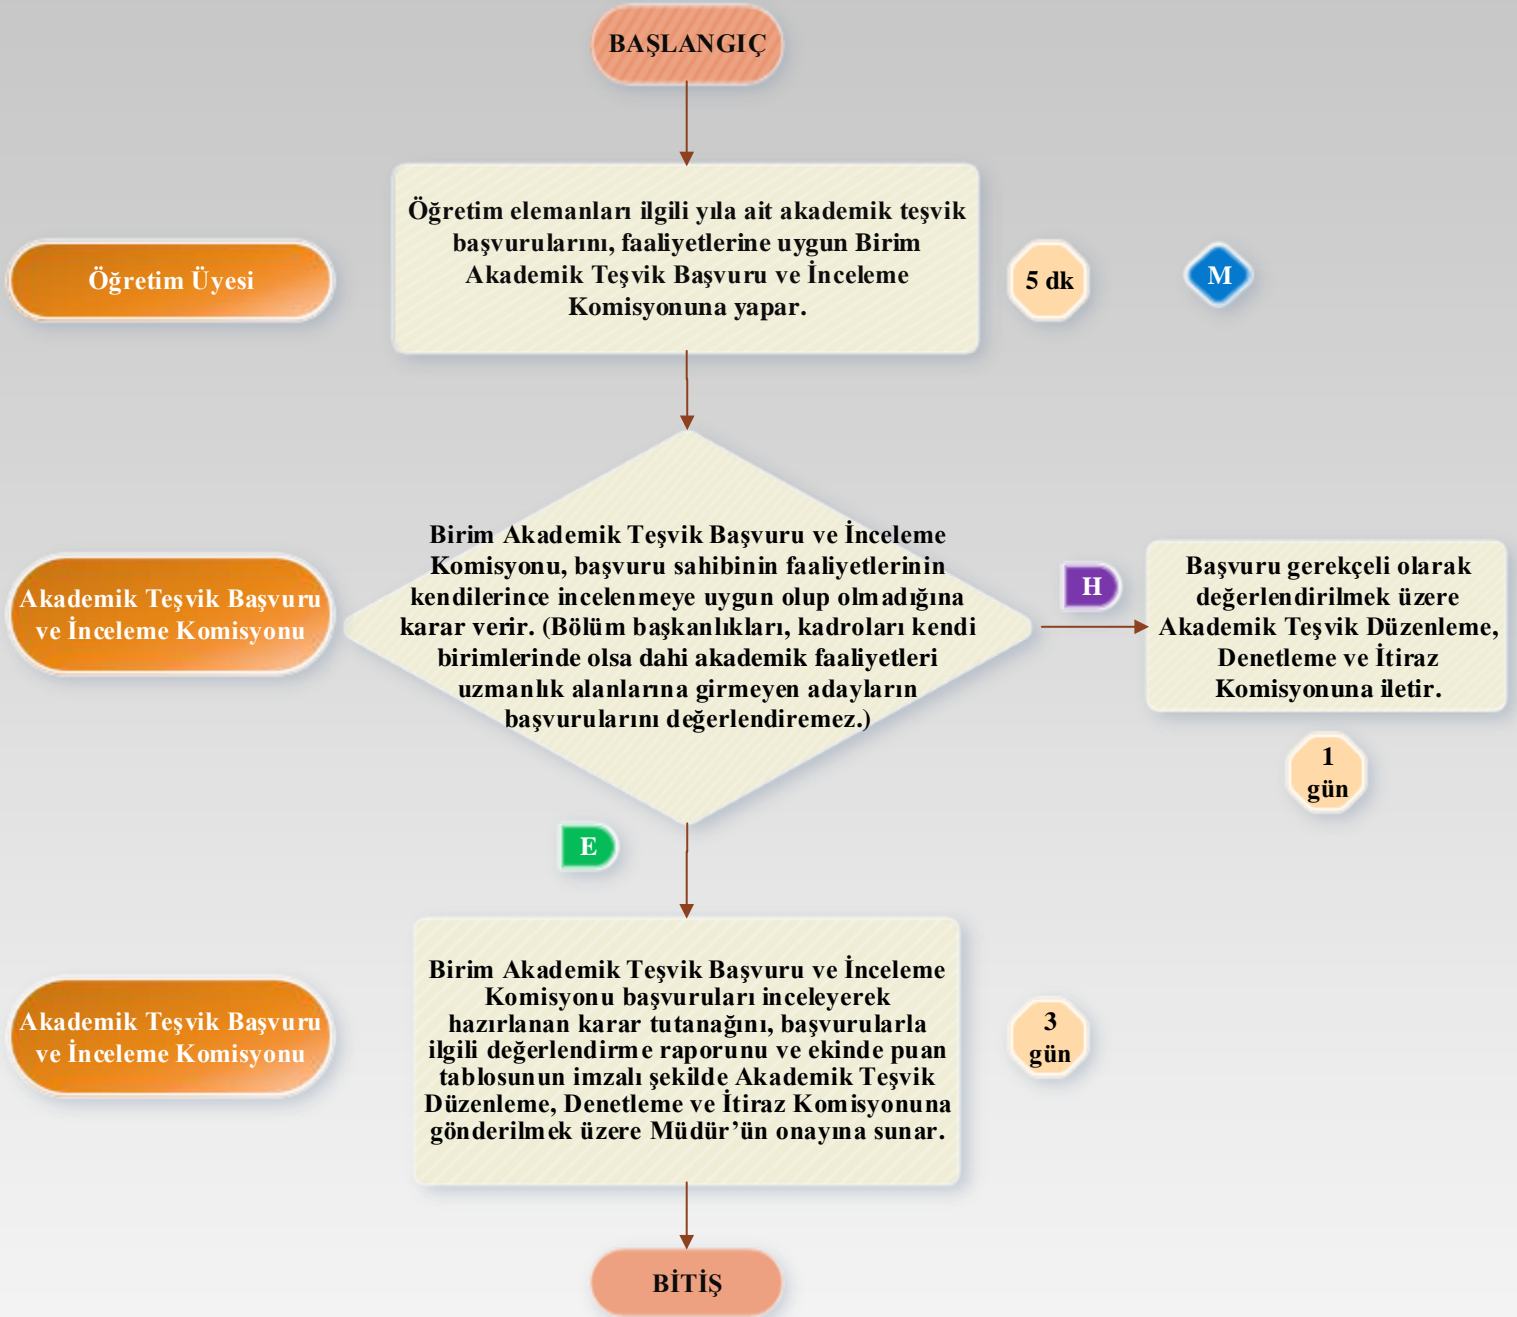 BAŞLANGIÇ
Öğretim elemanları ilgili yıla ait akademik teşvik
başvurularını, faaliyetlerine uygun Birim
Akademik Teşvik Başvuru ve İnceleme
Komisyonuna yapar.
Öğretim Üyesi
5 dk
M
Birim Akademik Teşvik Başvuru ve İnceleme
Komisyonu, başvuru sahibinin faaliyetlerinin
kendilerince incelenmeye uygun olup olmadığına
karar verir. (Bölüm başkanlıkları, kadroları kendi
birimlerinde olsa dahi akademik faaliyetleri
uzmanlık alanlarına girmeyen adayların
başvurularını değerlendiremez.)
Akademik Teşvik Başvuru
ve İnceleme Komisyonu
H
Başvuru gerekçeli olarak
değerlendirilmek üzere
Akademik Teşvik Düzenleme,
Denetleme ve İtiraz
Komisyonuna iletir.
1
gün
E
Birim Akademik Teşvik Başvuru ve İnceleme
Komisyonu başvuruları inceleyerek
hazırlanan karar tutanağını, başvurularla
ilgili değerlendirme raporunu ve ekinde puan
tablosunun imzalı şekilde Akademik Teşvik
Düzenleme, Denetleme ve İtiraz Komisyonuna
gönderilmek üzere Müdür’ün onayına sunar.
Akademik Teşvik Başvuru
ve İnceleme Komisyonu
3
gün
BİTİŞ